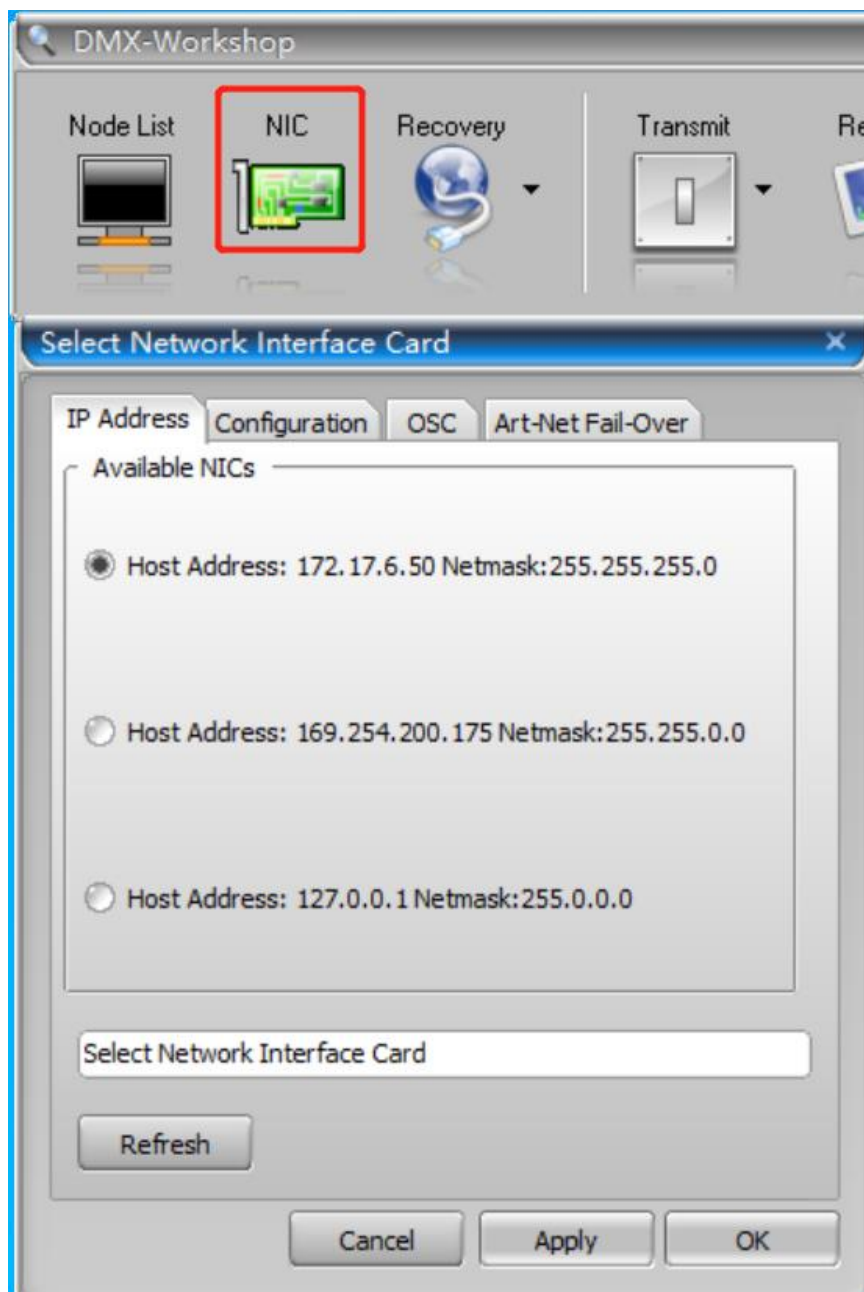 DMX-Workshop
Node List NIC Recovery Transmit Re
Select Network Interface Card
IP Address Configuration OSC Art-Net Fail-Over
Available NICs
Host Address: 172.17.6.50 Netmask:255.255.255.0
Host Address: 169.254.200.175 Netmask:255.255.0.0
Host Address: 127.0.0.1 Netmask:255.0.0.0
Select Network Interface Card
Refresh
Cancel Apply OK